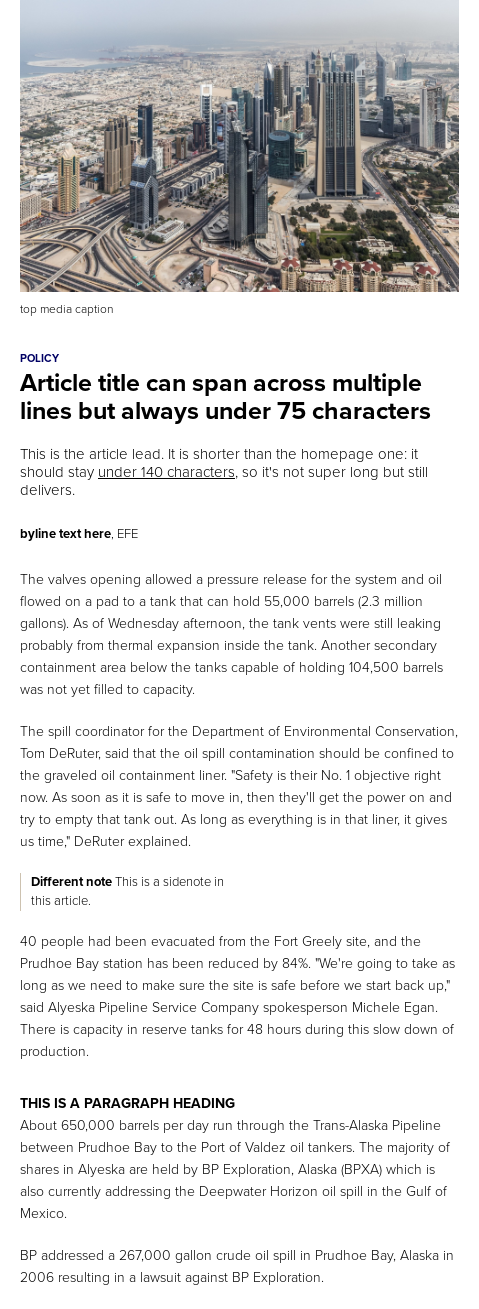 top media caption
POLICY
Article title can span across multiple
lines but always under 75 characters
This is the article lead. It is shorter than the homepage one: it
should stay under 140 characters, so it's not super long but still
delivers.
byline text here, EFE
The valves opening allowed a pressure release for the system and oil
flowed on a pad to a tank that can hold 55,000 barrels (2.3 million
gallons). As of Wednesday afternoon, the tank vents were still leaking
probably from thermal expansion inside the tank. Another secondary
containment area below the tanks capable of holding 104,500 barrels
was not yet filled to capacity.
The spill coordinator for the Department of Environmental Conservation,
Tom DeRuter, said that the oil spill contamination should be confined to
the graveled oil containment liner. "Safety is their No. 1 objective right
now. As soon as it is safe to move in, then they'll get the power on and
try to empty that tank out. As long as everything is in that liner, it gives
us time," DeRuter explained.
Different note This is a sidenote in
this article.
40 people had been evacuated from the Fort Greely site, and the
Prudhoe Bay station has been reduced by 84%. "We're going to take as
long as we need to make sure the site is safe before we start back up,"
said Alyeska Pipeline Service Company spokesperson Michele Egan.
There is capacity in reserve tanks for 48 hours during this slow down of
production.
THIS IS A PARAGRAPH HEADING
About 650,000 barrels per day run through the Trans-Alaska Pipeline
between Prudhoe Bay to the Port of Valdez oil tankers. The majority of
shares in Alyeska are held by BP Exploration, Alaska (BPXA) which is
also currently addressing the Deepwater Horizon oil spill in the Gulf of
Mexico.
BP addressed a 267,000 gallon crude oil spill in Prudhoe Bay, Alaska in
2006 resulting in a lawsuit against BP Exploration.